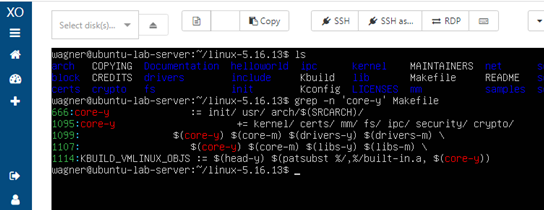 XO
Select disk(s)...
Copy
SSH
SSH as...
RDP
wagner@ubuntu-lab-server:~/linux-5.16.13$ ls
arch COPYING Documentation helloworld ipc kernel MAINTAINERS net
block CREDITS drivers include Kbuild lib Makefile README
certs crypto fs init Kconfig LICENSES mm samples
wagner@ubuntu-lab-server:~/linux-5.16.13$ grep -n 'core-y' Makefile
666:core-y := init/ usr/ arch/$(SRCARCH)/
1095:core-y += kernel/ certs/ mm/ fs/ ipc/ security/ crypto/
1099: $(core-y) $(core-m) $(drivers-y) $(drivers-m) \
1107: $(core-y) $(core-m) $(libs-y) $(libs-m) \
1114:KBUILD_VMLINUX_OBJS := $(head-y) $(patsubst %/,%/built-in.a, $(core-y))
wagner@ubuntu-lab-server:~/linux-5.16.13$ _